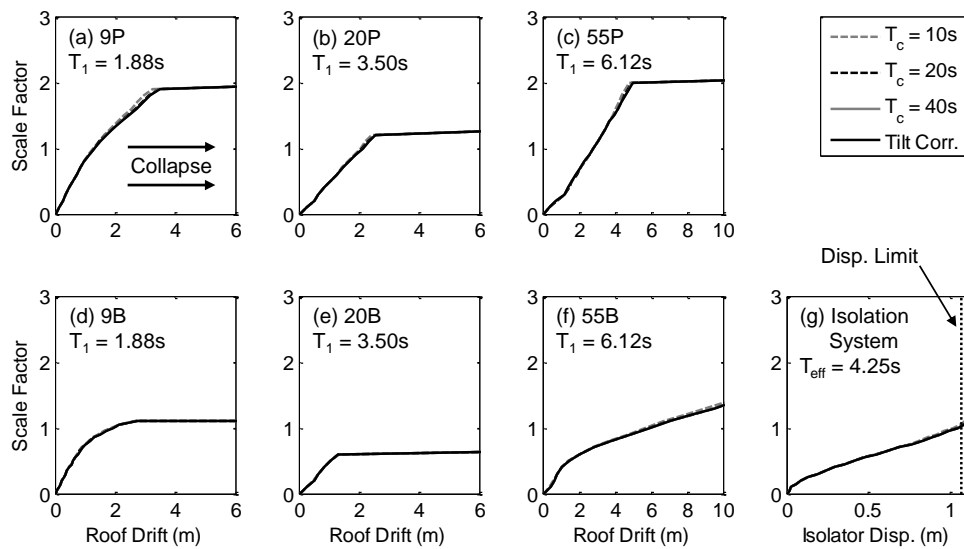 Scale Factor
3
2
1
0
(a) 9P
T1 = 1.88s
Collapse
0 2 4 6
3
2
1
0
(b) 20P
T1 = 3.50s
0 2 4 6
3
2
1
0
(c) 55P
T1 = 6.12s
0 2 4 6 8 10
Tc = 10s
Tc = 20s
Tc = 40s
Tilt Corr.
Scale Factor
3
2
1
0
(d) 9B
T1 = 1.88s
0 2 4 6
Roof Drift (m)
3
2
1
0
(e) 20B
T1 = 3.50s
0 2 4 6
Roof Drift (m)
3
2
1
0
(f) 55B
T1 = 6.12s
0 2 4 6 8 10
Roof Drift (m)
Disp. Limit
3
2
1
0
(g) Isolation
System
Teff = 4.25s
0 0.5 1
Isolator Disp. (m)